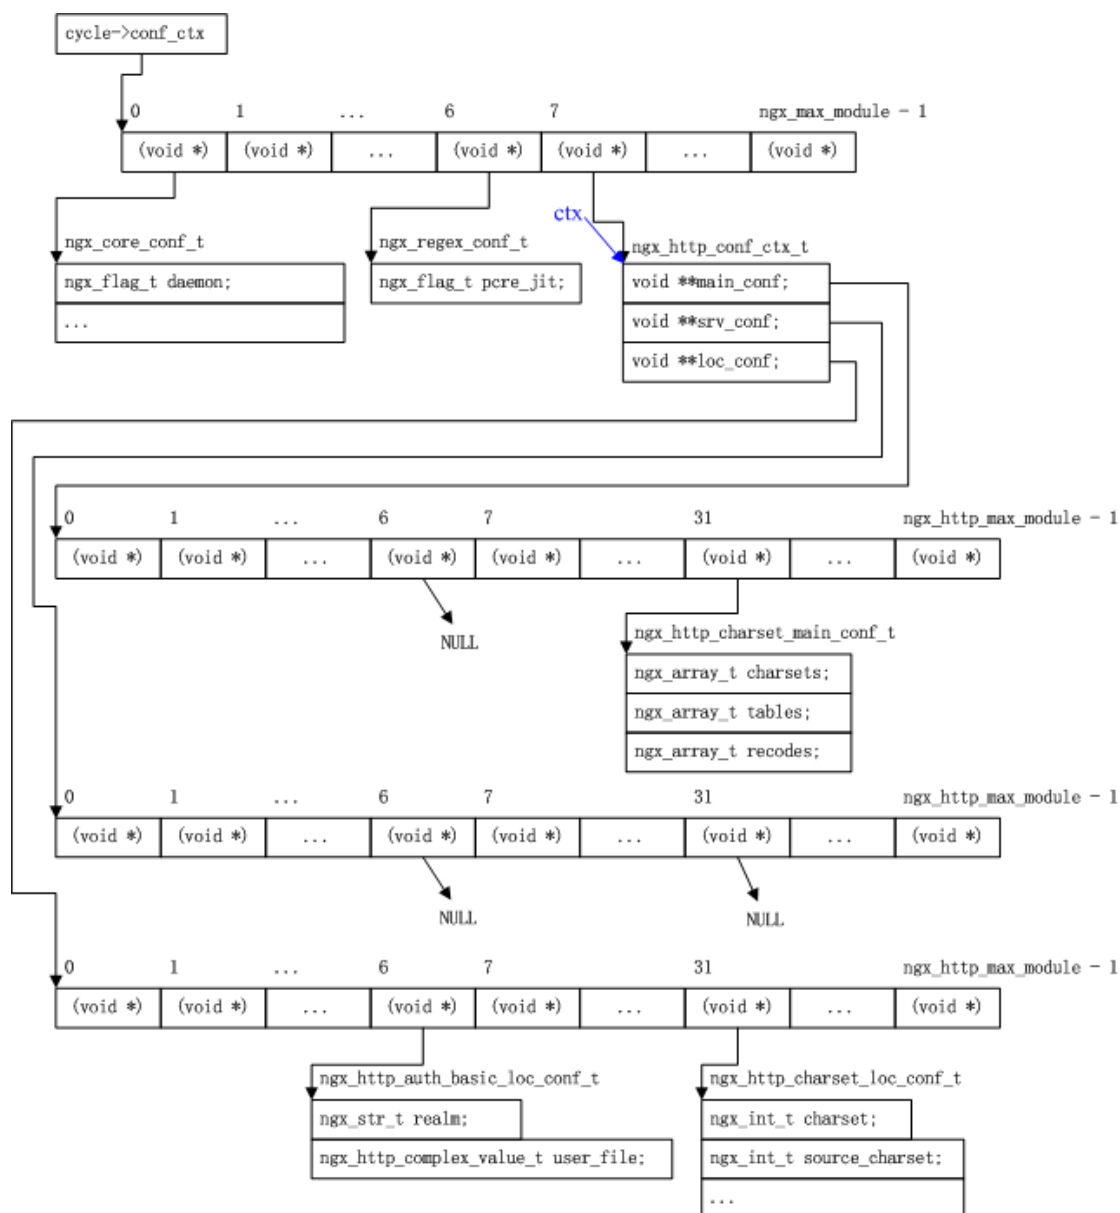 cycle->conf_ctx
0 1 ... 6 7 ngx_max_module - 1
(void *) (void *) ... (void *) (void *) ... (void *)
ctx
ngx_core_conf_t ngx_regex_conf_t ngx_http_conf_ctx_t
ngx_flag_t daemon; ngx_flag_t pcre_jit; void **main_conf;
... void **srv_conf;
void **loc_conf;
0 1 ... 6 7 31 ngx_http_max_module - 1
(void *) (void *) ... (void *) (void *) ... (void *) ... (void *)
NULL ngx_http_charset_main_conf_t
ngx_array_t charsets;
ngx_array_t tables;
ngx_array_t recodes;
0 1 ... 6 7 31 ngx_http_max_module - 1
(void *) (void *) ... (void *) (void *) ... (void *) ... (void *)
NULL NULL
0 1 ... 6 7 31 ngx_http_max_module - 1
(void *) (void *) ... (void *) (void *) ... (void *) ... (void *)
ngx_http_auth_basic_loc_conf_t ngx_http_charset_loc_conf_t
ngx_str_t realm; ngx_int_t charset;
ngx_http_complex_value_t user_file; ngx_int_t source_charset;
...